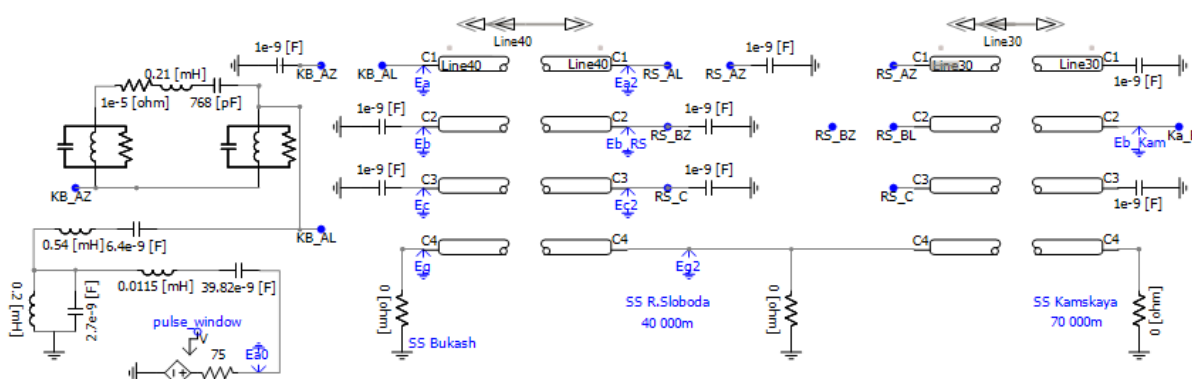 Line40
Line30
1e-9 [F]
C1
C1
1e-9 [F]
C1
C1
0.21 [mH]
KB_AZ
KB_AL
Line40
Line40
RS_AL
RS_AZ
RS_AZ
Line30
Line30
1e-9 [F]
Ea
Ea2
1e-5 [ohm]
768 [pF]
1e-9 [F]
C2
C2
1e-9 [F]
C2
C2
RS_BZ
RS_BZ
RS_BL
Eb
Eb_RS
Eb_Kam
1e-9 [F]
C3
C3
1e-9 [F]
C3
C3
KB_AZ
RS_C
RS_C
1e-9 [F]
Ec
Ec2
KB_AL
C4
C4
C4
C4
0.54 [mH]
6.4e-9 [F]
Eg
Eg2
0.0115 [mH]
39.82e-9 [F]
0.2 [mH]
2.7e-9 [F]
0 [ohm]
0 [ohm]
0 [ohm]
SS R.Sloboda
40 000m
SS Kamskaya
70 000m
pulse_window
SS Bukash
V
75
Ea0